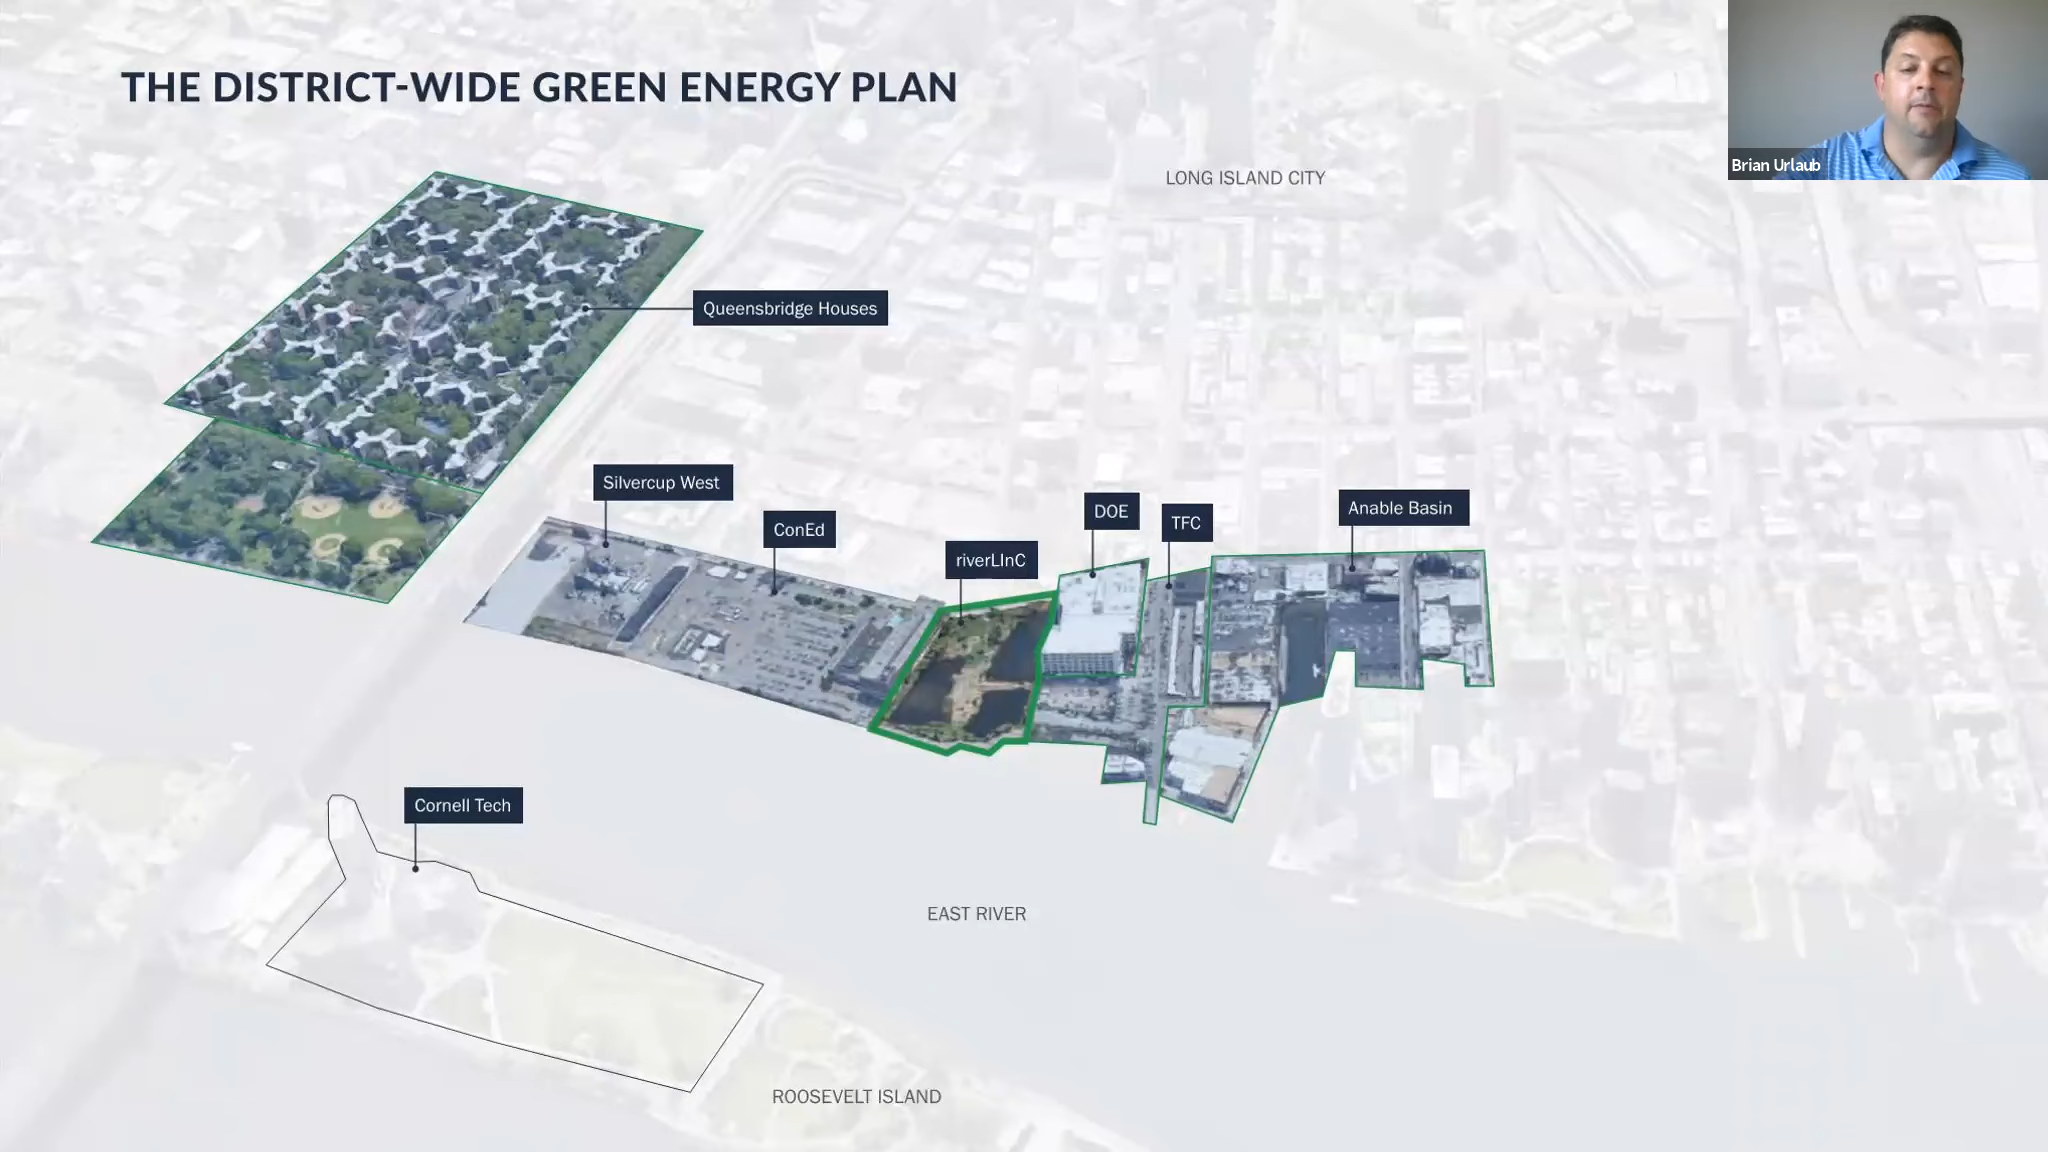 THE DISTRICT-WIDE GREEN ENERGY PLAN
Brian Urlaub
LONG ISLAND CITY
Queensbridge Houses
Silvercup West
ConEd
riverLInC
DOE
TFC
Anable Basin
Cornell Tech
EAST RIVER
ROOSEVELT ISLAND